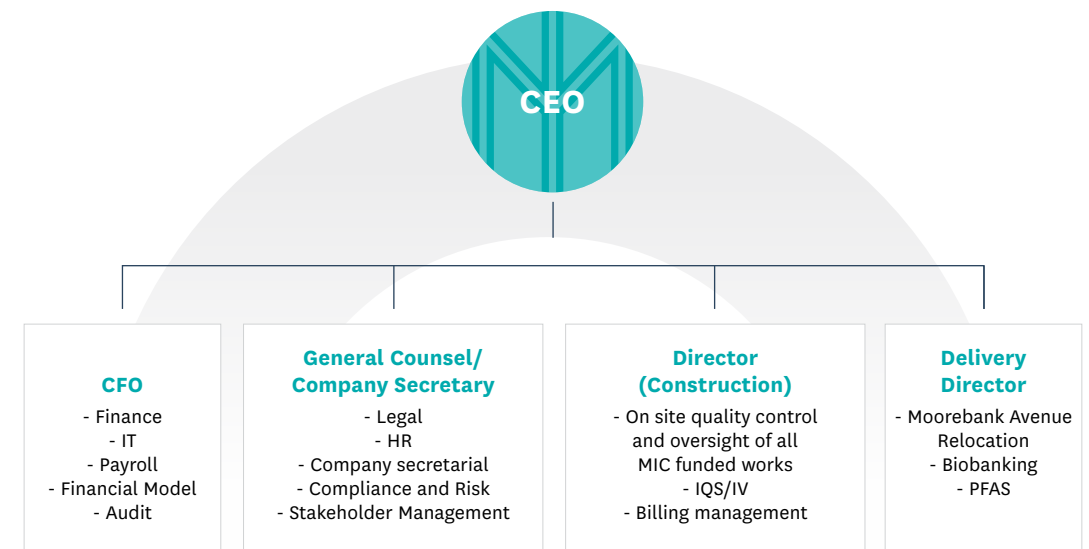 CEO
CFO
- Finance
- IT
- Payroll
- Financial Model
- Audit
General Counsel/
Company Secretary
- Legal
- HR
- Company secretarial
- Compliance and Risk
- Stakeholder Management
Director
(Construction)
- On site quality control
and oversight of all
MIC funded works
- IQS/IV
- Billing management
Delivery
Director
- Moorebank Avenue
Relocation
- Biobanking
- PFAS